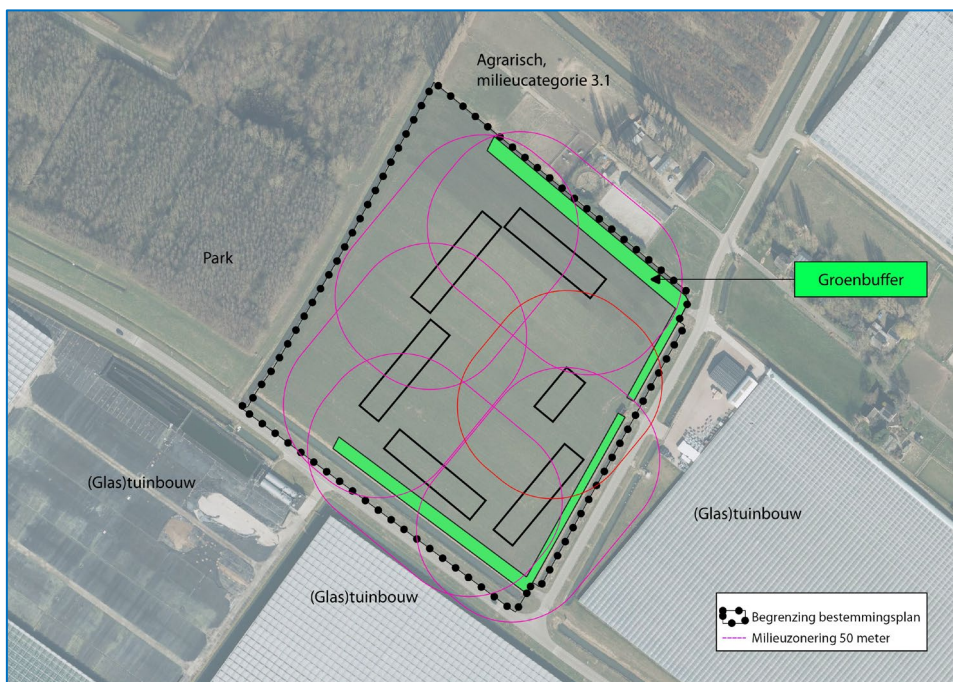 Agrarisch,
milieucategorie 3.1
Park
Groenbuffer
(Glas)tuinbouw
(Glas)tuinbouw
(Glas)tuinbouw
Begrenzing bestemmingsplan
Milieuzonering 50 meter